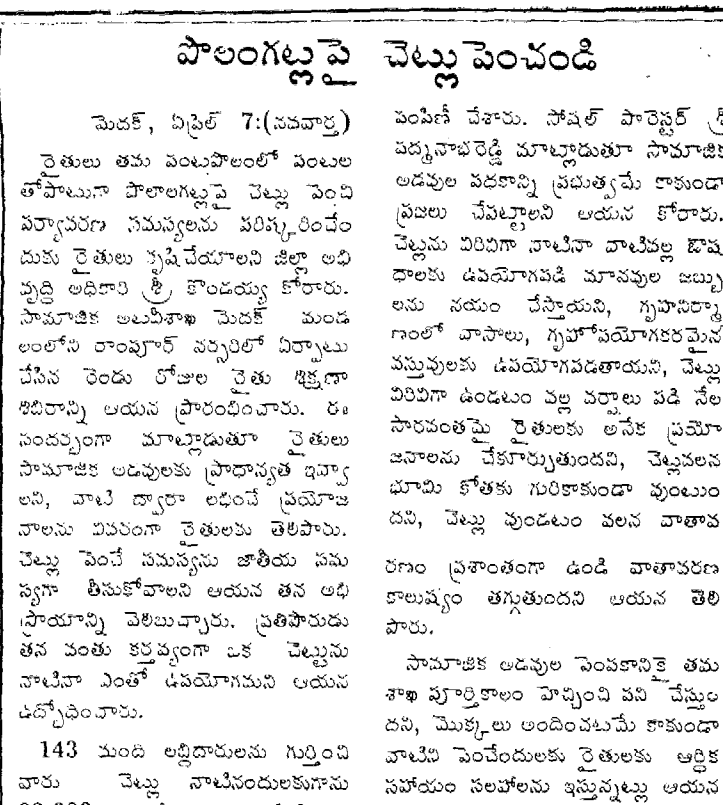 పొలంగట్లుపై చెట్లు పెంచండి
మెదక్, ఏప్రిల్ 7:(నవవార్త)
రైతులు తమ పంటపొలంలో పంటల
తోపాటుగా పొలాలగట్లుపై చెట్లు పెంచి
పర్యావరణ సమస్యలను పరిష్కరించేం
దుకు రైతులు కృషిచేయాలని జిల్లా అభి
వృద్ధి అధికారి శ్రీ కొండయ్య కోరారు.
సామాజిక అటవీశాఖ మెదక్ మండ
లంలోని రాంపూర్ నర్సరీలో ఏర్పాటు
చేసిన రెండు రోజుల రైతు శిక్షణా
శిబిరాన్ని ఆయన ప్రారంభించారు. ఈ
సందర్భంగా మాట్లాడుతూ రైతులు
సామాజిక అడవులకు ప్రాధాన్యత ఇవ్వా
లని, వాటి ద్వారా లభించే ప్రయోజ
నాలను వివరంగా రైతులకు తెలిపారు.
చెట్లు పెంచే సమస్యను జాతీయ సమ
స్యగా తీసుకోవాలని ఆయన తన అభి
ప్రాయాన్ని వెలిబుచ్చారు. ప్రతిపౌరుడు
తన వంతు కర్తవ్యంగా ఒక చెట్టును
నాటినా ఎంతో ఉపయోగమని ఆయన
ఉద్బోధించారు.
143 మంది లబ్ధిదారులను గుర్తించి
వారు చెట్లు నాటినందులకుగాను
పంపిణీ చేశారు. సోషల్ పారెస్టర్ శ్రీ
పద్మనాభరెడ్డి మాట్లాడుతూ సామాజిక
అడవుల పదకాన్ని ప్రభుత్వమే కాకుండా
ప్రజలు చేపట్టాలని ఆయన కోరారు.
చెట్లను విరివిగా నాటినా వాటివల్ల ఔష
ధాలకు ఉపయోగపడి మానవుల జబ్బు
లను నయం చేస్తాయని, గృహనిర్మా
ణంలో వాసాలు, గృహోపయోగకరమైన
వస్తువులకు ఉపయోగపడతాయని, చెట్లు
విరివిగా ఉండటం వల్ల వర్షాలు పడి నేల
సారవంతమై రైతులకు అనేక ప్రయో
జనాలను చేకూర్చుతుందని, చెట్లవలన
భూమి కోతకు గురికాకుండా వుంటుం
దని, చెట్లు వుండటం వలన వాతావ
రణం ప్రశాంతంగా ఉండి వాతావరణ
కాలుష్యం తగ్గుతుందని ఆయన తెలి
పారు.
సామాజిక అడవుల పెంపకానికై తమ
శాఖ పూర్తికాలం హెచ్చించి పని చేస్తుం
దని, మొక్కలు అందించటమే కాకుండా
వాటిని పెంచేందులకు రైతులకు ఆర్థిక
సహాయం సలహాలను ఇస్తున్నట్లు ఆయన